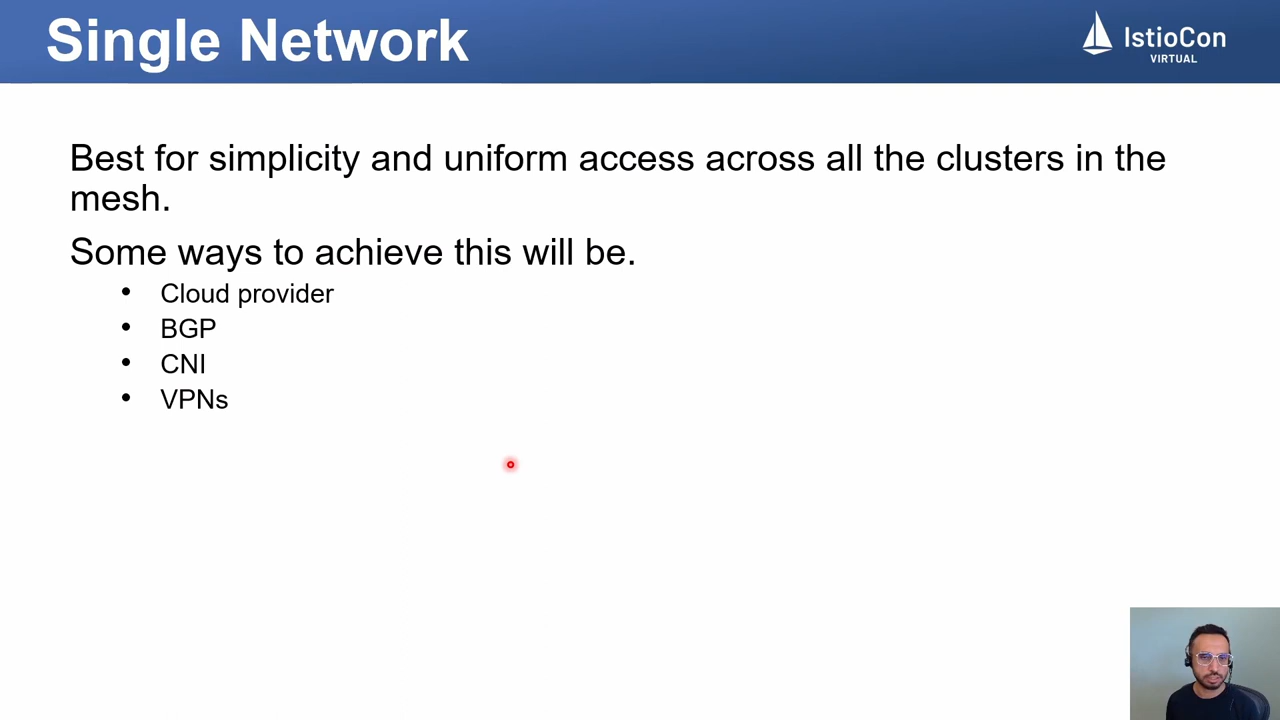 Single Network
IstioCon
VIRTUAL
Best for simplicity and uniform access across all the clusters in the
mesh.
Some ways to achieve this will be.
• Cloud provider
• BGP
• CNI
• VPNs